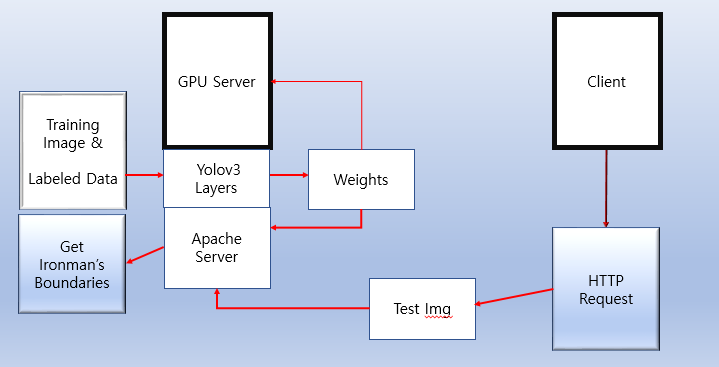 GPU Server
Client
Training
Image &
Labeled Data
Yolov3
Layers
Weights
Apache
Server
Get
Ironman's
Boundaries
HTTP
Request
Test Img